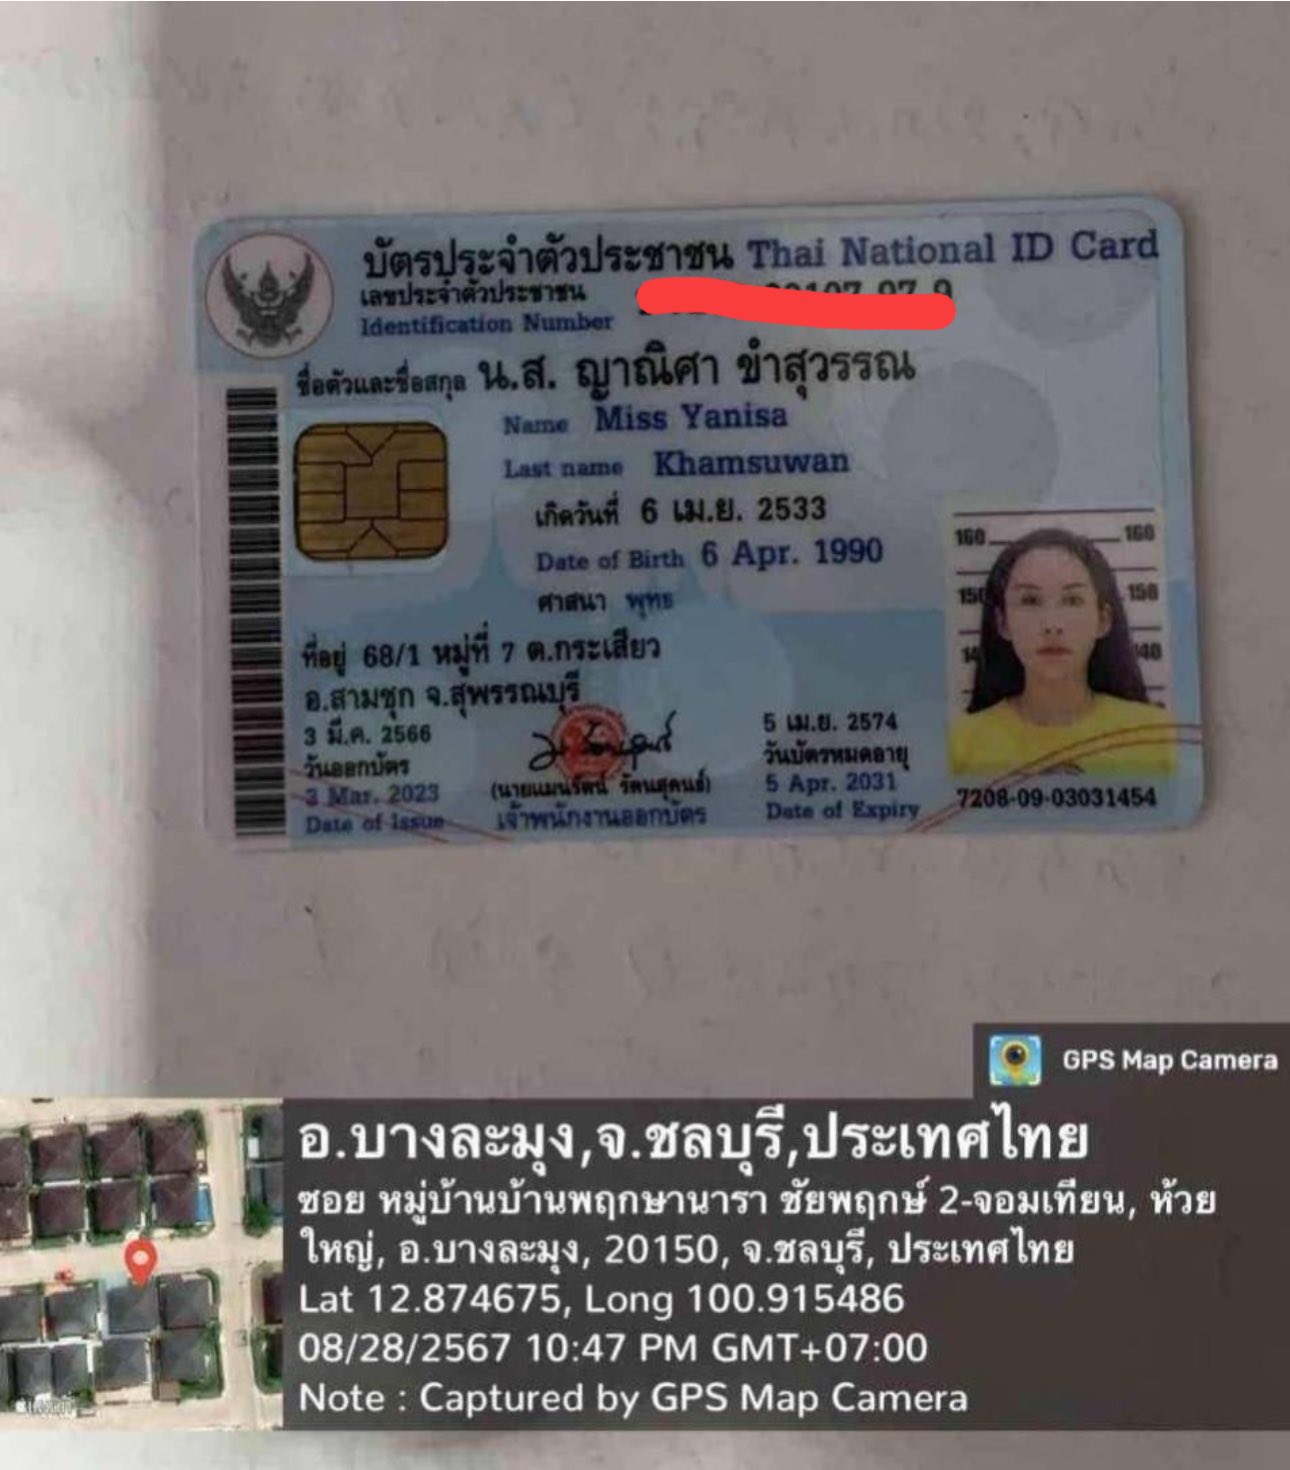 บัตรประจำตัวประชาชน Thai National ID Card
เลขประจำตัวประชาชน
Identification Number
ชื่อตัวและชื่อสกุล น.ส. ญาณิศา ขำสุวรรณ
Name Miss Yanisa
Last name Khamsuwan
เกิดวันที่ 6 เม.ย. 2533
Date of Birth 6 Apr. 1990
ศาสนา พุทธ
ที่อยู่ 68/1 หมู่ที่ 7 ต.กระเสียว
อ.สามชุก จ.สุพรรณบุรี
3 มี.ค. 2566
วันออกบัตร
3 Mar. 2023
Date of Issue
(นายแมนรัตน์ รัตนสุคนธ์)
เจ้าพนักงานออกบัตร
5 เม.ย. 2574
วันบัตรหมดอายุ
5 Apr. 2031
Date of Expiry
160 160
150 150
140
7208-09-03031454
GPS Map Camera
อ.บางละมุง,จ.ชลบุรี,ประเทศไทย
ซอย หมู่บ้านบ้านพฤกษานารา ชัยพฤกษ์ 2-จอมเทียน, ห้วย
ใหญ่, อ.บางละมุง, 20150, จ.ชลบุรี, ประเทศไทย
Lat 12.874675, Long 100.915486
08/28/2567 10:47 PM GMT+07:00
Note : Captured by GPS Map Camera